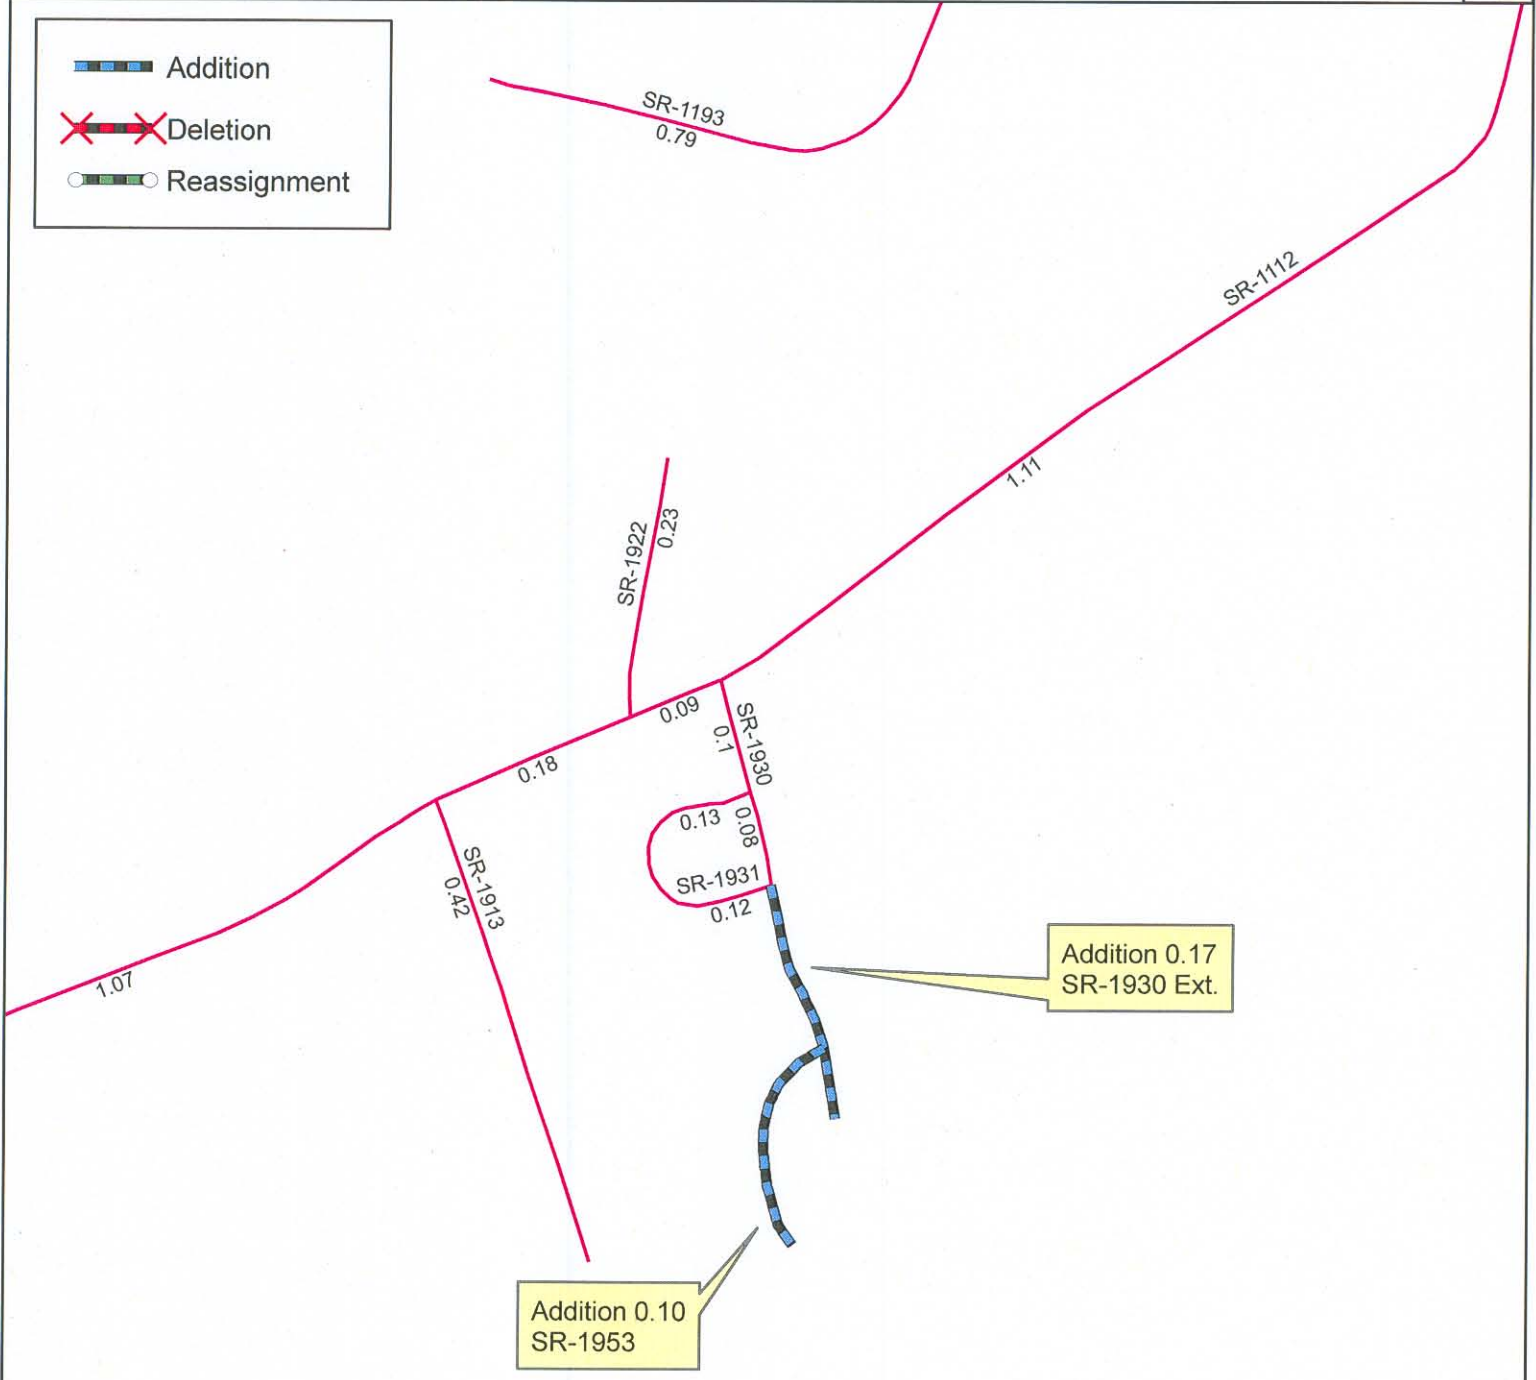 Addition
Deletion
Reassignment
SR-1193
0.79
SR-1112
1.11
SR-1922
0.23
0.09
0.18
SR-1930
0.1
0.13
0.08
SR-1931
0.12
SR-1913
0.42
1.07
Addition 0.17
SR-1930 Ext.
Addition 0.10
SR-1953